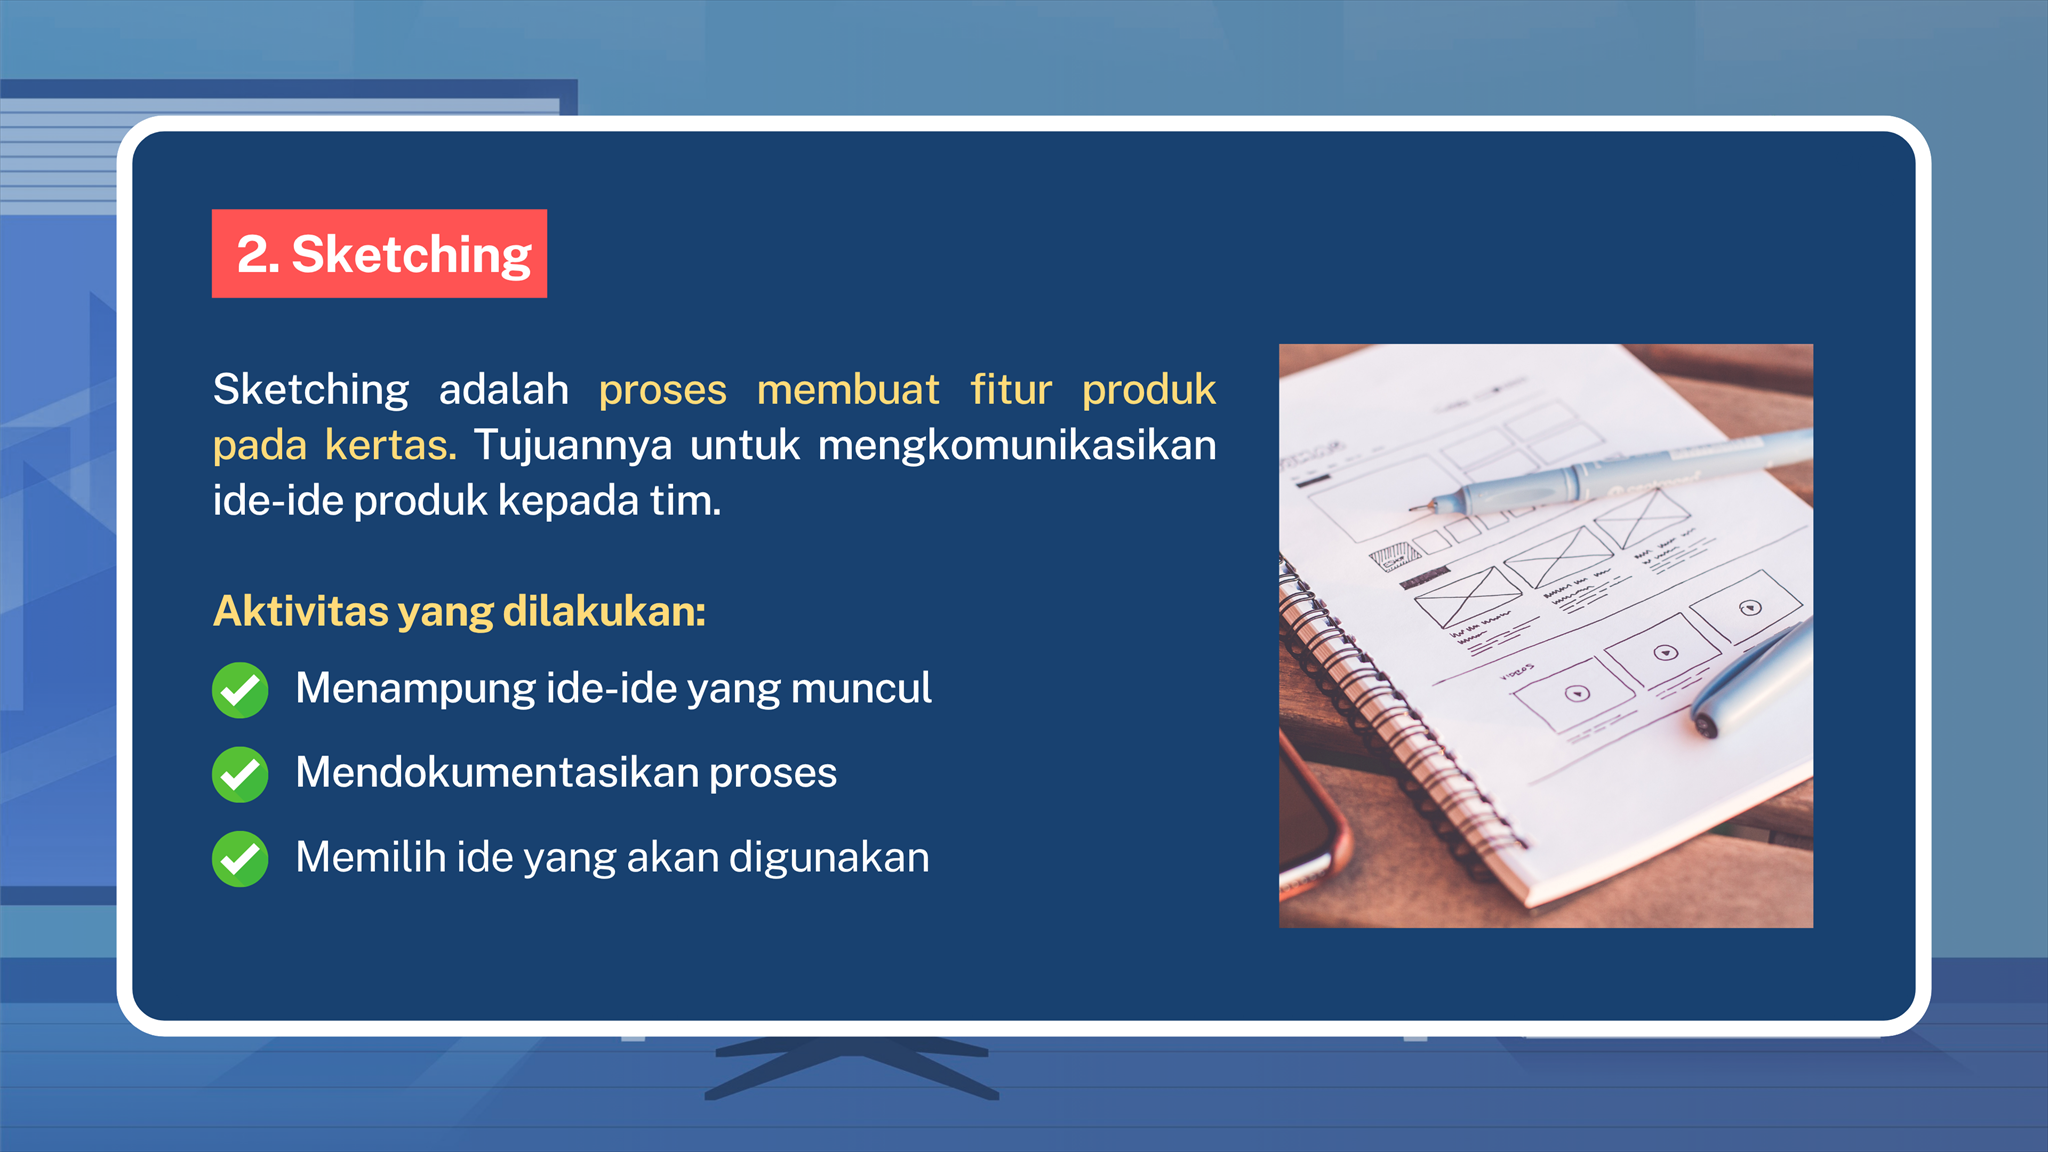 2. Sketching
Sketching adalah proses membuat fitur produk
pada kertas. Tujuannya untuk mengkomunikasikan
ide-ide produk kepada tim.
Aktivitas yang dilakukan:
Menampung ide-ide yang muncul
Mendokumentasikan proses
Memilih ide yang akan digunakan
VIDEOS